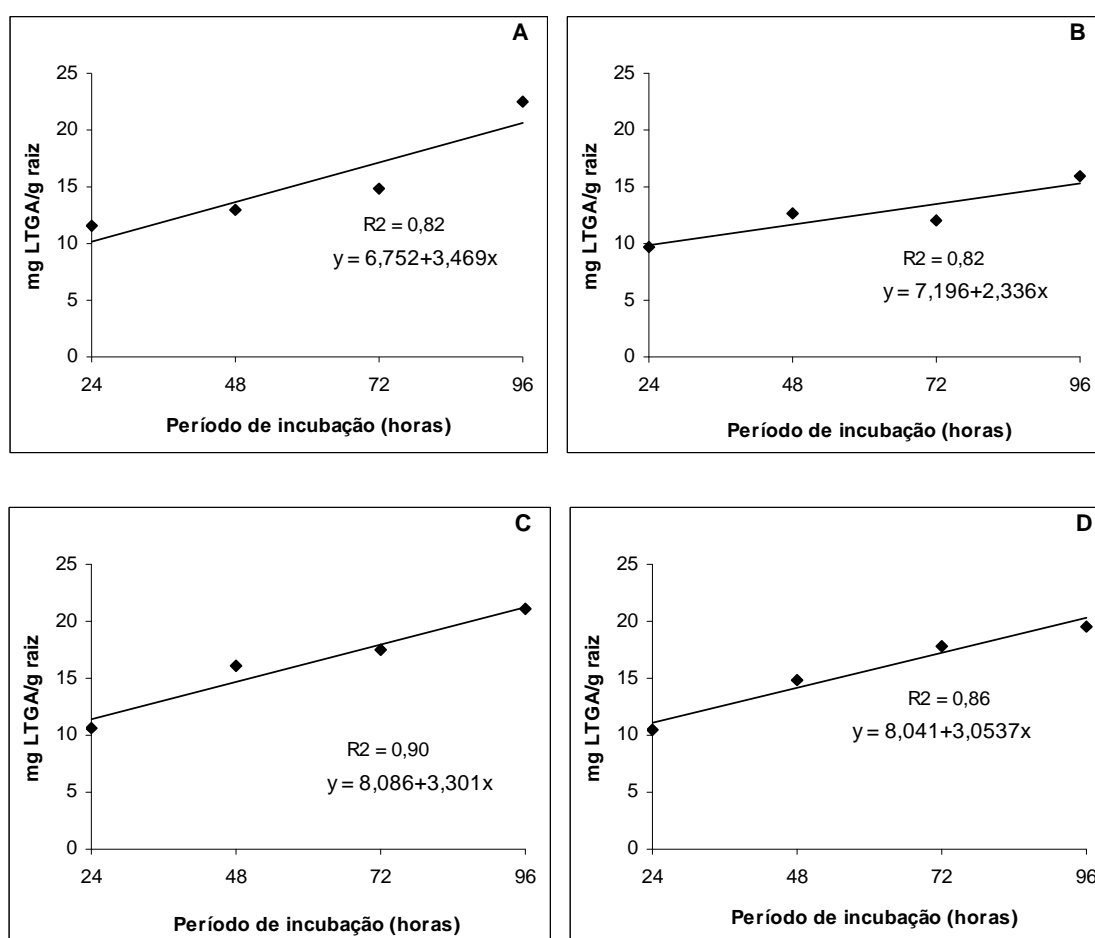 A
mg LTGA/g raiz
25
20
15
10
5
0
R2 = 0,82
y = 6,752+3,469x
24 48 72 96
Período de incubação (horas)
B
mg LTGA/g raiz
25
20
15
10
5
0
R2 = 0,82
y = 7,196+2,336x
24 48 72 96
Período de incubação (horas)
C
mg LTGA/g raiz
25
20
15
10
5
0
R2 = 0,90
y = 8,086+3,301x
24 48 72 96
Período de incubação (horas)
D
mg LTGA/g raiz
25
20
15
10
5
0
R2 = 0,86
y = 8,041+3,0537x
24 48 72 96
Período de incubação (horas)